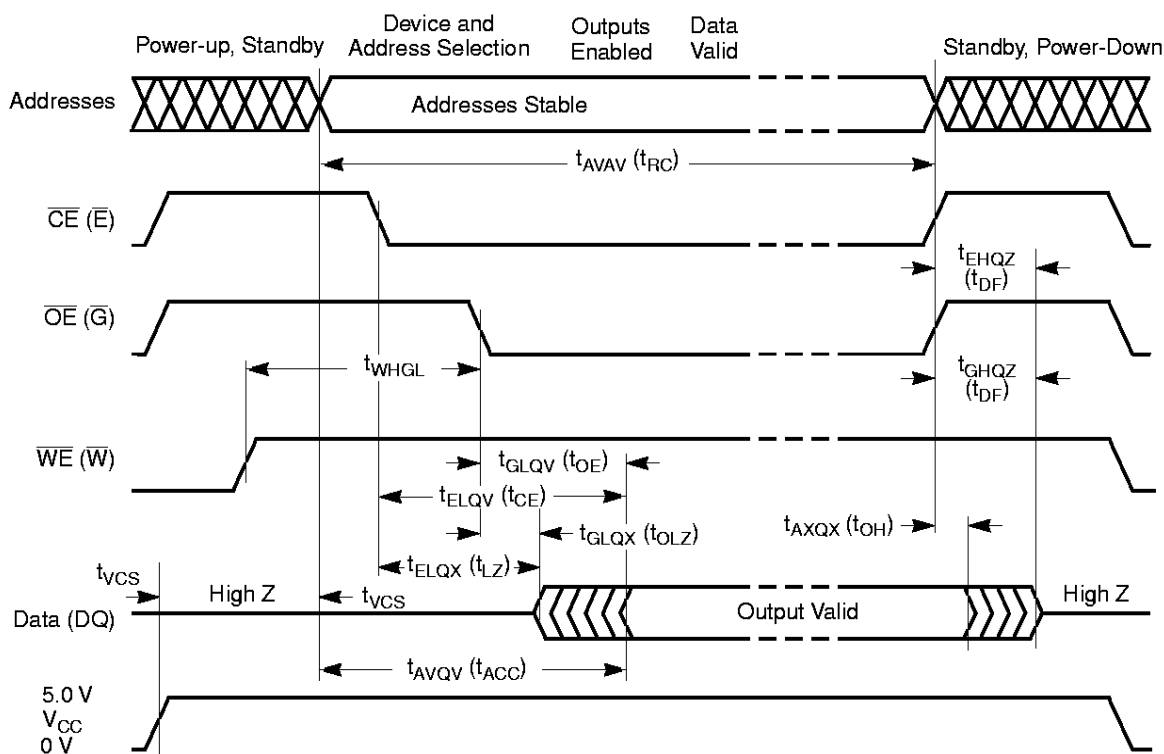 Power-up, Standby
Device and
Address Selection
Outputs
Enabled
Data
Valid
Standby, Power-Down
Addresses
Addresses Stable
tAVAV (tRC)
CE (E)
tEHQZ
(tDF)
OE (G)
tWHGL
tGHQZ
(tDF)
WE (W)
tGLQV (tOE)
tELQV (tCE)
tGLQX (tOLZ)
tAXQX (tOH)
tELQX (tLZ)
tVCS
High Z
tVCS
Data (DQ)
Output Valid
High Z
tAVQV (tACC)
5.0 V
VCC
0 V